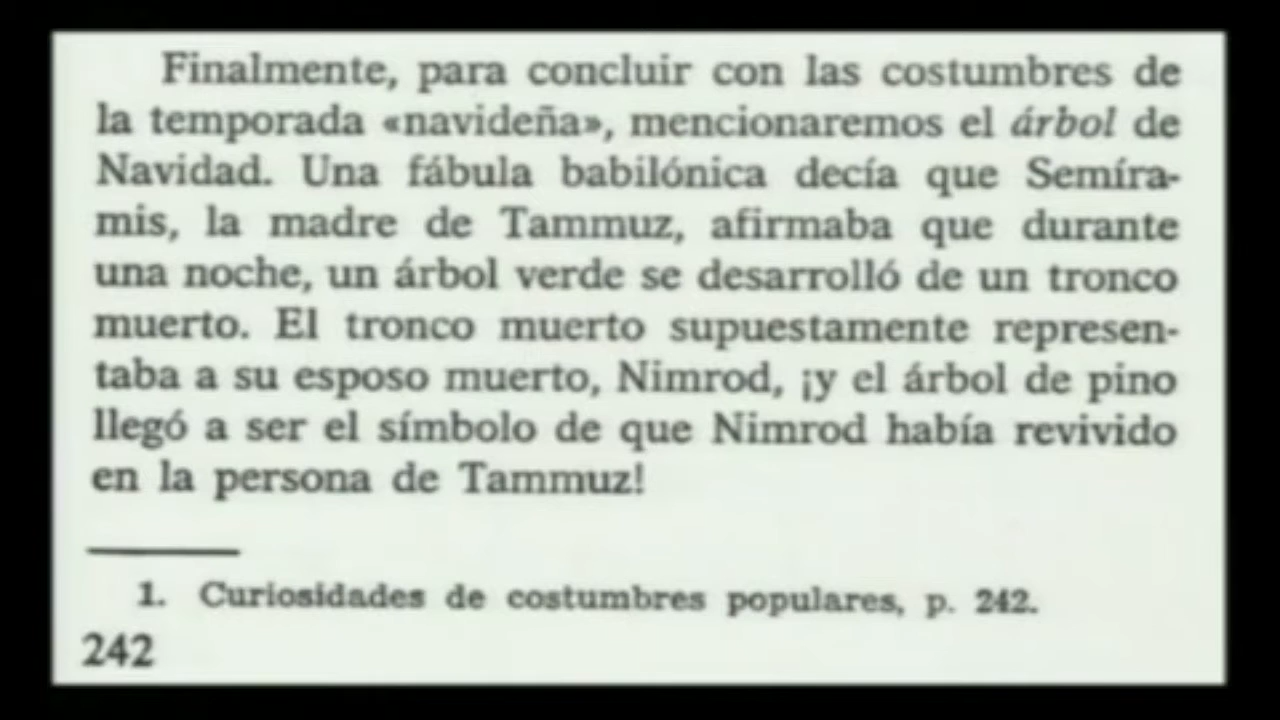 Finalmente, para concluir con las costumbres de
la temporada «navideña», mencionaremos el árbol de
Navidad. Una fábula babilónica decía que Semíra-
mis, la madre de Tammuz, afirmaba que durante
una noche, un árbol verde se desarrolló de un tronco
muerto. El tronco muerto supuestamente represen-
taba a su esposo muerto, Nimrod, ¡y el árbol de pino
llegó a ser el símbolo de que Nimrod había revivido
en la persona de Tammuz!
1. Curiosidades de costumbres populares, p. 242.
242